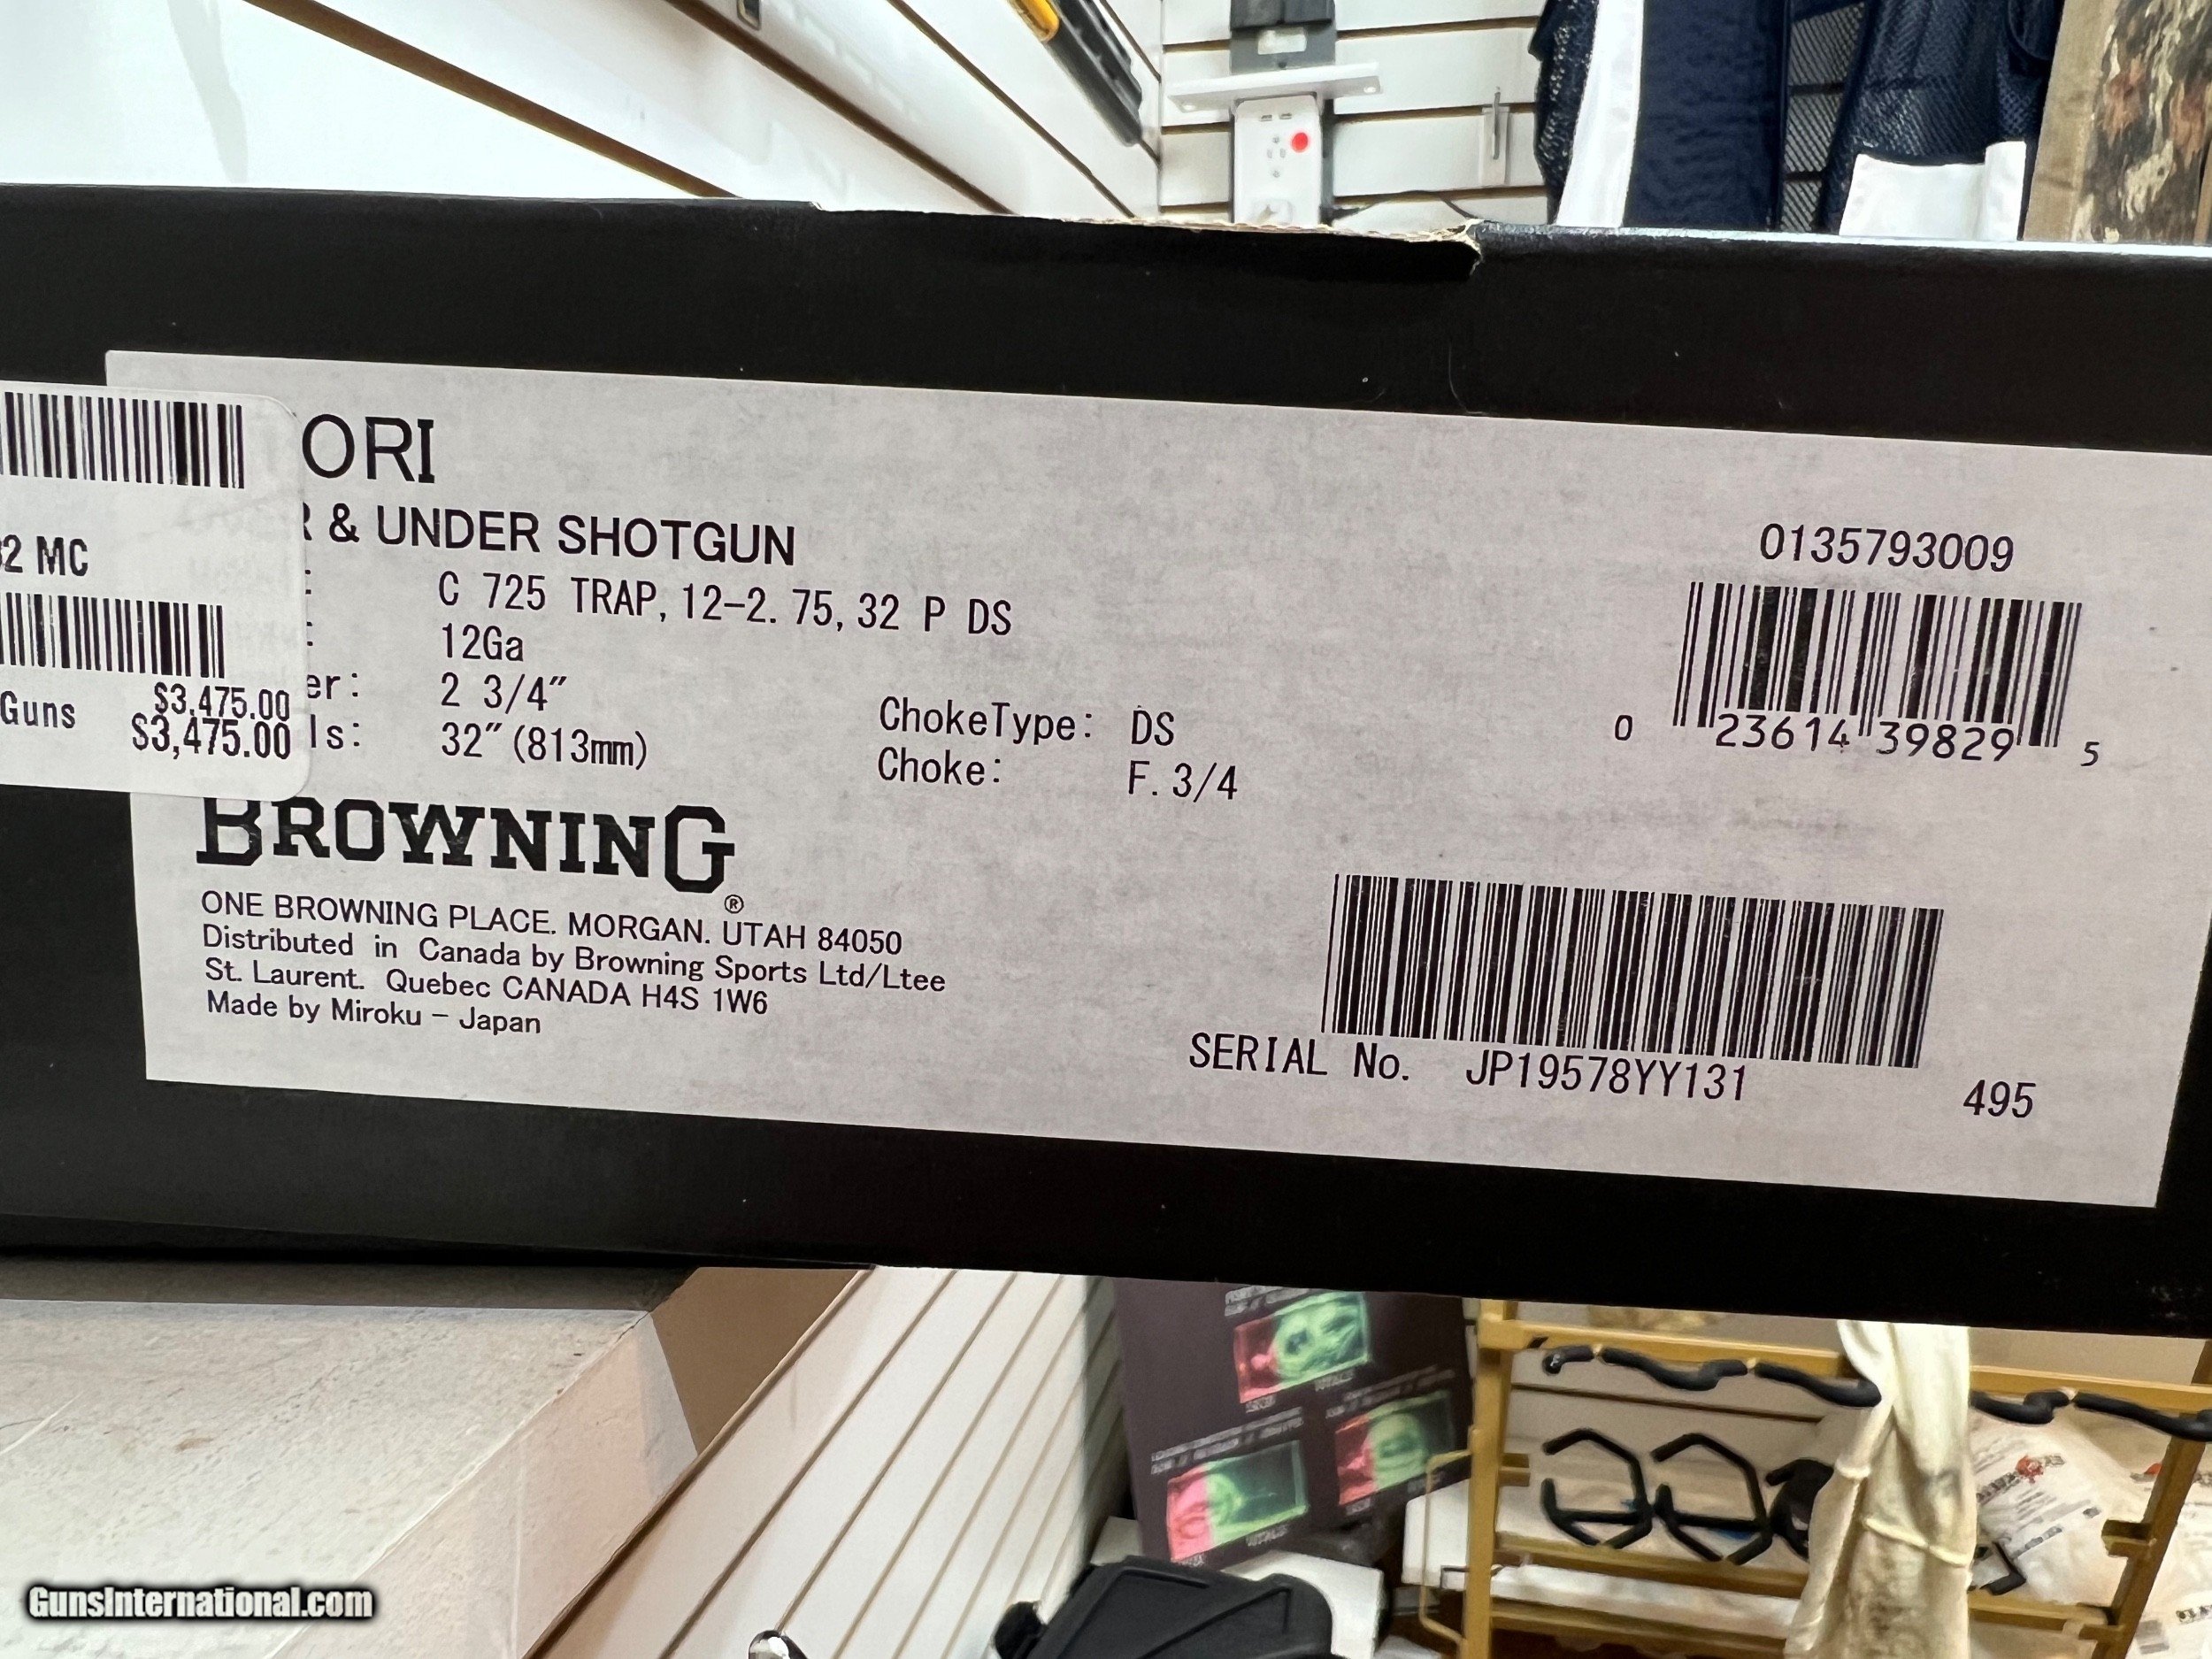 ORI
& UNDER SHOTGUN
2 MC
: C 725 TRAP, 12-2. 75, 32 P DS
: 12Ga
er: 2 3/4"
ls: 32" (813mm)
ChokeType: DS
Choke: F. 3/4
$3,475.00
Guns $3,475.00
0135793009
0 23614 39829 5
BROWNING®
ONE BROWNING PLACE. MORGAN. UTAH 84050
Distributed in Canada by Browning Sports Ltd/Ltee
St. Laurent. Quebec CANADA H4S 1W6
Made by Miroku - Japan
SERIAL No. JP19578YY131
495
GunsInternational.com